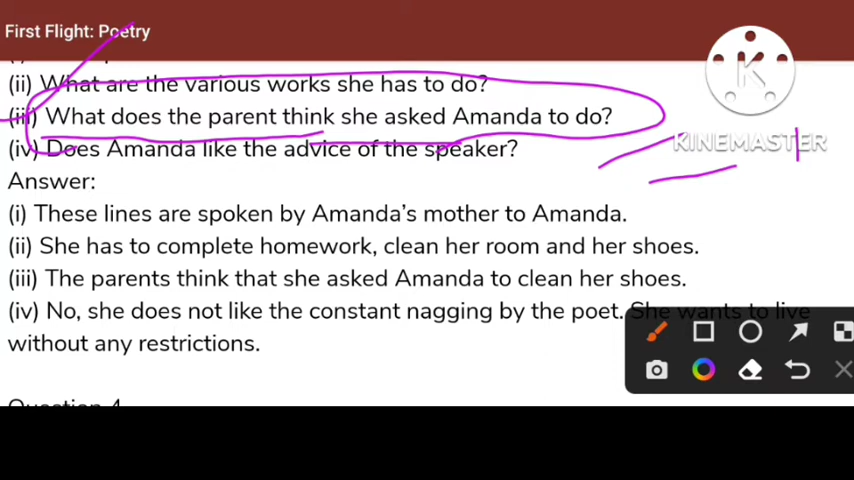 First Flight: Poetry
(ii) What are the various works she has to do?
(iii) What does the parent think she asked Amanda to do?
(iv) Does Amanda like the advice of the speaker?
KINEMASTER
Answer:
(i) These lines are spoken by Amanda's mother to Amanda.
(ii) She has to complete homework, clean her room and her shoes.
(iii) The parents think that she asked Amanda to clean her shoes.
(iv) No, she does not like the constant nagging by the poet. She wants to live
without any restrictions.
Question 4